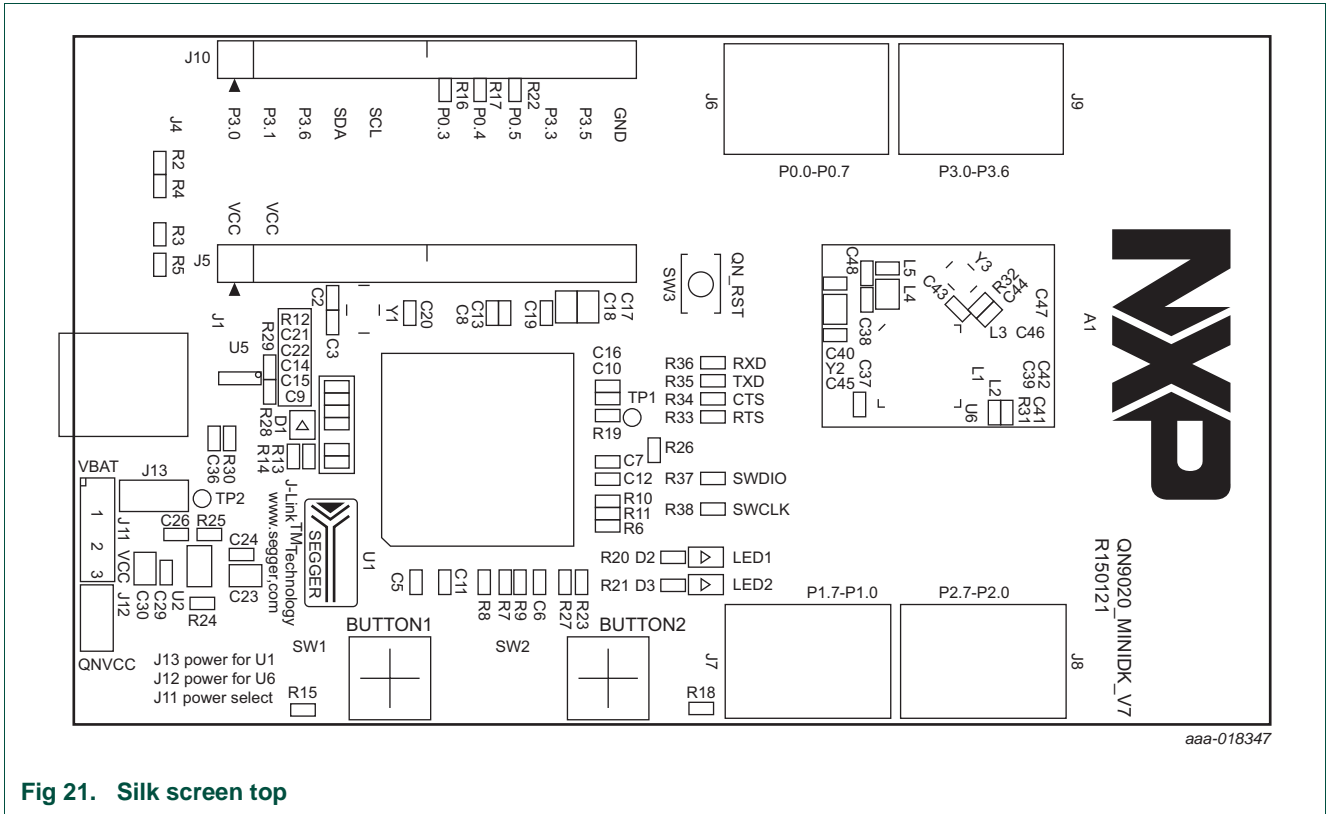 J10
R16
R17
R22
P3.0
P3.1
P3.6
SDA
SCL
P0.3
P0.4
P0.5
P3.3
P3.5
GND
J6
J9
P0.0-P0.7
P3.0-P3.6
J4
R2
R4
R3
R5
VCC
VCC
J5
SW3
QN_RST
NXP
A1
C48
L5
L4
Y3
R32
C44
C43
C47
L3
C46
C38
C40
Y2
C45
C37
L1
L2
U6
C42
C39
C41
R31
J1
U5
R29
R12
C21
C22
C14
C15
C9
C2
C3
Y1
C20
C8
C13
C19
C18
C17
R28
D1
R14
R13
C36
R30
C16
C10
TP1
R19
R26
C7
C12
R10
R11
R6
R36 RXD
R35 TXD
R34 CTS
R33 RTS
R37 SWDIO
R38 SWCLK
R20 D2 LED1
R21 D3 LED2
VBAT
J13
TP2
1
2
3
J11
VCC
J12
C26
R25
C24
C30
C29
U2
R24
C23
QNVCC
www.segger,com
J-Link TM Technology
SEGGER
U1
C5
C11
R8
R7
R9
C6
R27
R23
J13 power for U1
J12 power for U6
J11 power select
SW1
BUTTON1
R15
SW2
BUTTON2
R18
J7
P1.7-P1.0
P2.7-P2.0
J8
QN9020_MINIDK_V7
R150121
aaa-018347
Fig 21. Silk screen top